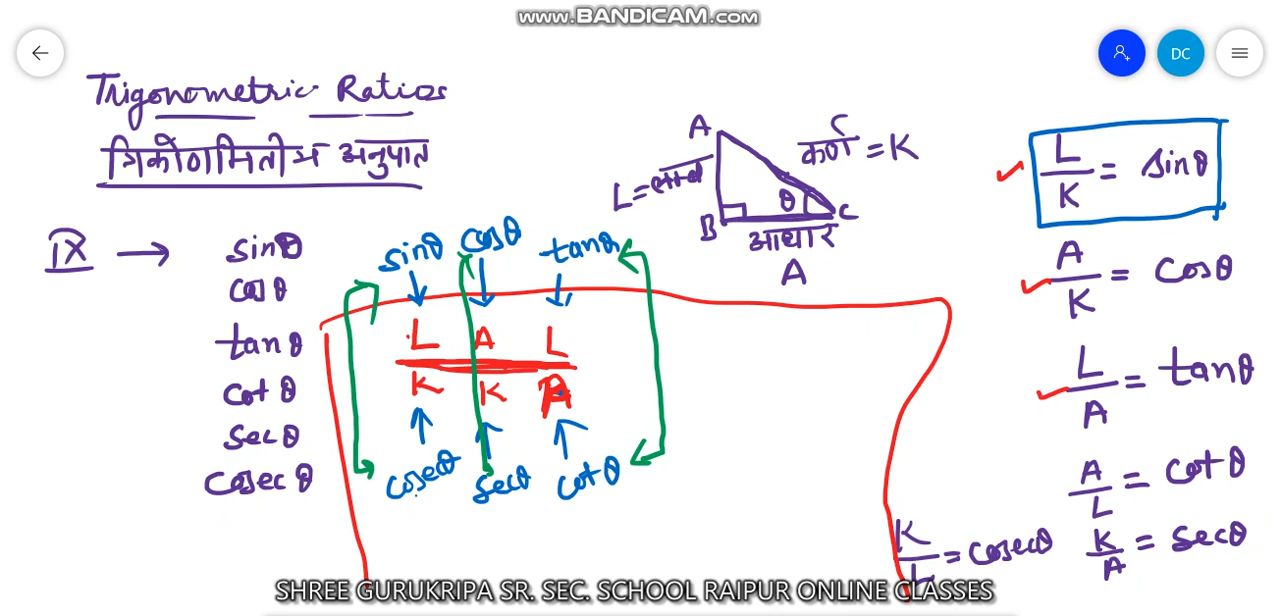 www.BANDICAM.com
DC
Trigonometric Ratios
त्रिकोणमितीय अनुपात
IX → sinθ
cosθ
tanθ
cotθ
secθ
cosecθ
sinθ cosθ tanθ
L A L
K K A
cosecθ secθ cotθ
A
B
C
θ
L = लम्ब
कर्ण = K
आधार
A
L/K = sinθ
A/K = cosθ
L/A = tanθ
A/L = cotθ
K/L = cosecθ
K/A = secθ
SHREE GURUKRIPA SR. SEC. SCHOOL RAIPUR ONLINE CLASSES